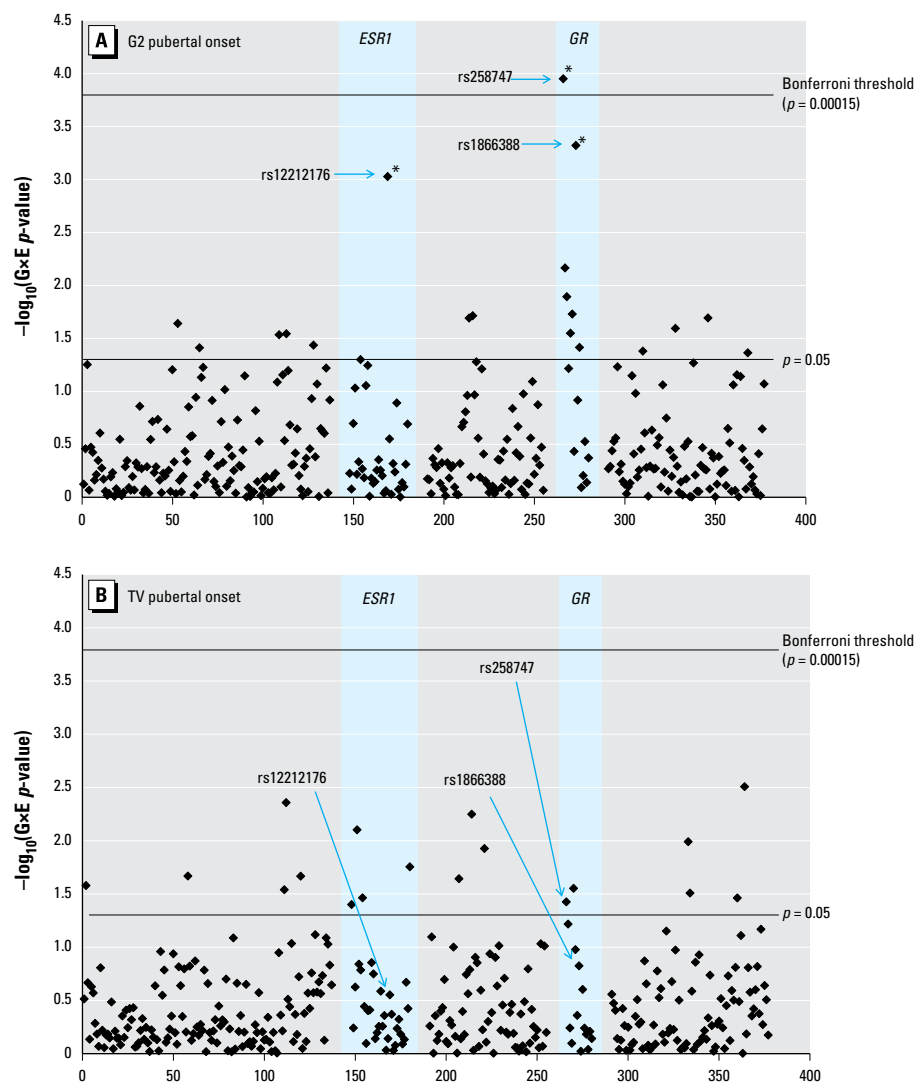 A G2 pubertal onset
ESR1
GR
4.5
4.0
3.5
3.0
2.5
2.0
1.5
1.0
0.5
0
–log10(G×E p-value)
rs258747
*
Bonferroni threshold
(p = 0.00015)
rs1866388
*
rs12212176
*
p = 0.05
0 50 100 150 200 250 300 350 400
B TV pubertal onset
ESR1
GR
4.5
4.0
3.5
3.0
2.5
2.0
1.5
1.0
0.5
0
–log10(G×E p-value)
Bonferroni threshold
(p = 0.00015)
rs258747
rs12212176
rs1866388
p = 0.05
0 50 100 150 200 250 300 350 400